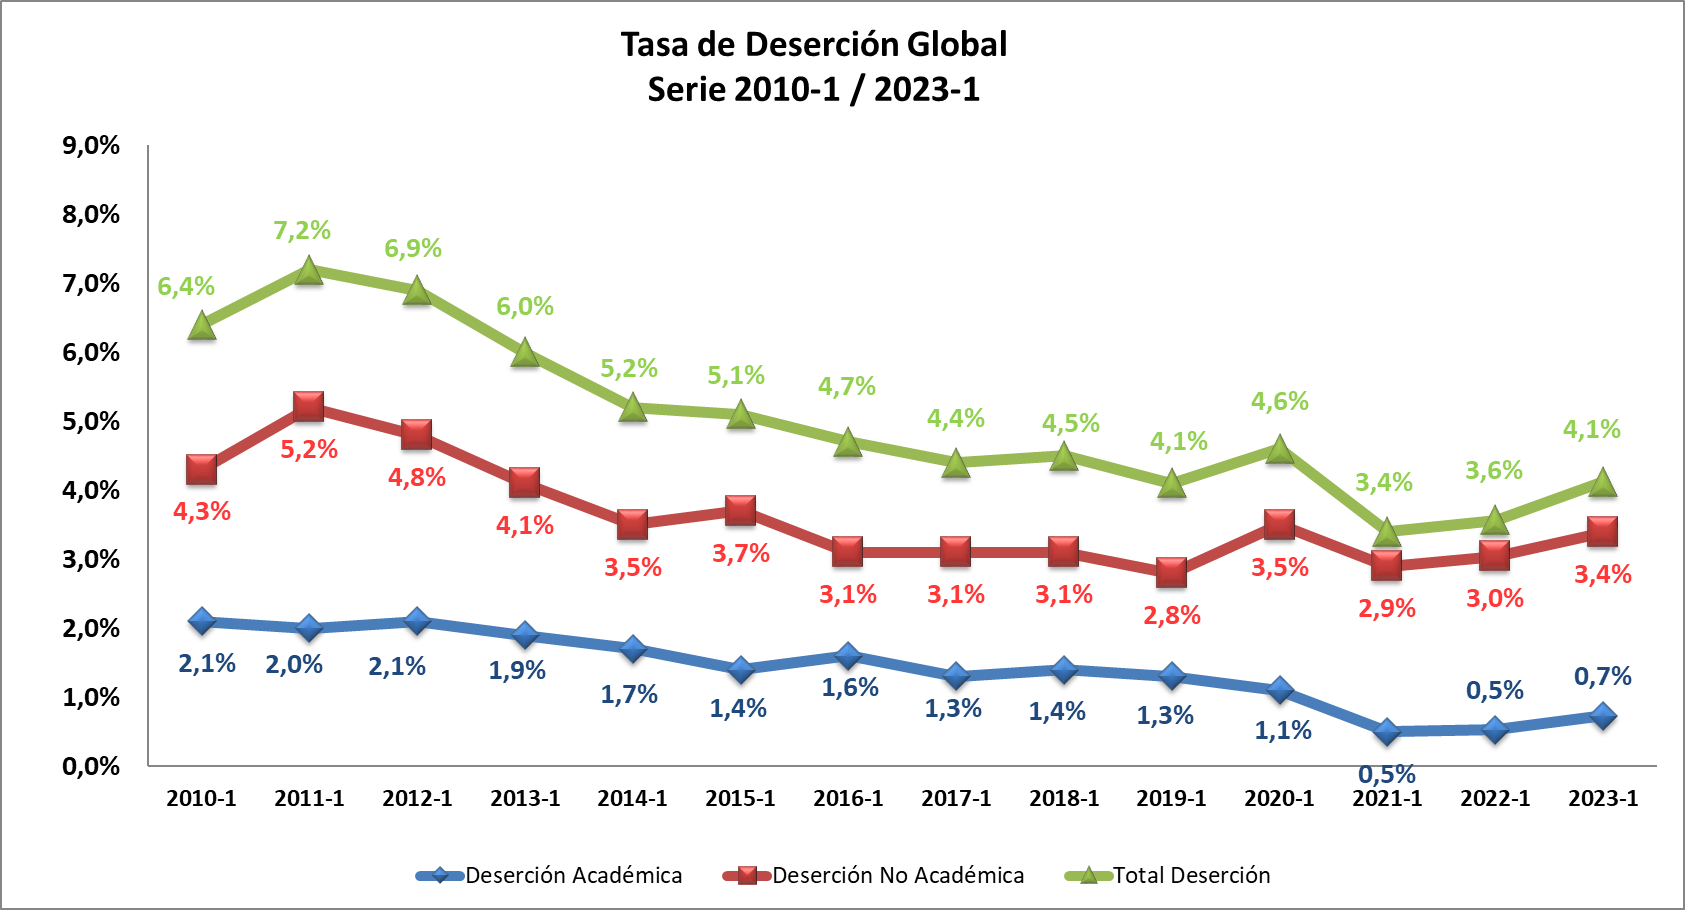 Tasa de Deserción Global
Serie 2010-1 / 2023-1
9,0%
8,0%
7,0%
6,0%
5,0%
4,0%
3,0%
2,0%
1,0%
0,0%
6,4% 7,2% 6,9% 6,0% 5,2% 5,1% 4,7% 4,4% 4,5% 4,1% 4,6% 3,4% 3,6% 4,1%
4,3% 5,2% 4,8% 4,1% 3,5% 3,7% 3,1% 3,1% 3,1% 2,8% 3,5% 2,9% 3,0% 3,4%
2,1% 2,0% 2,1% 1,9% 1,7% 1,4% 1,6% 1,3% 1,4% 1,3% 1,1% 0,5% 0,5% 0,7%
2010-1 2011-1 2012-1 2013-1 2014-1 2015-1 2016-1 2017-1 2018-1 2019-1 2020-1 2021-1 2022-1 2023-1
Deserción Académica Deserción No Académica Total Deserción